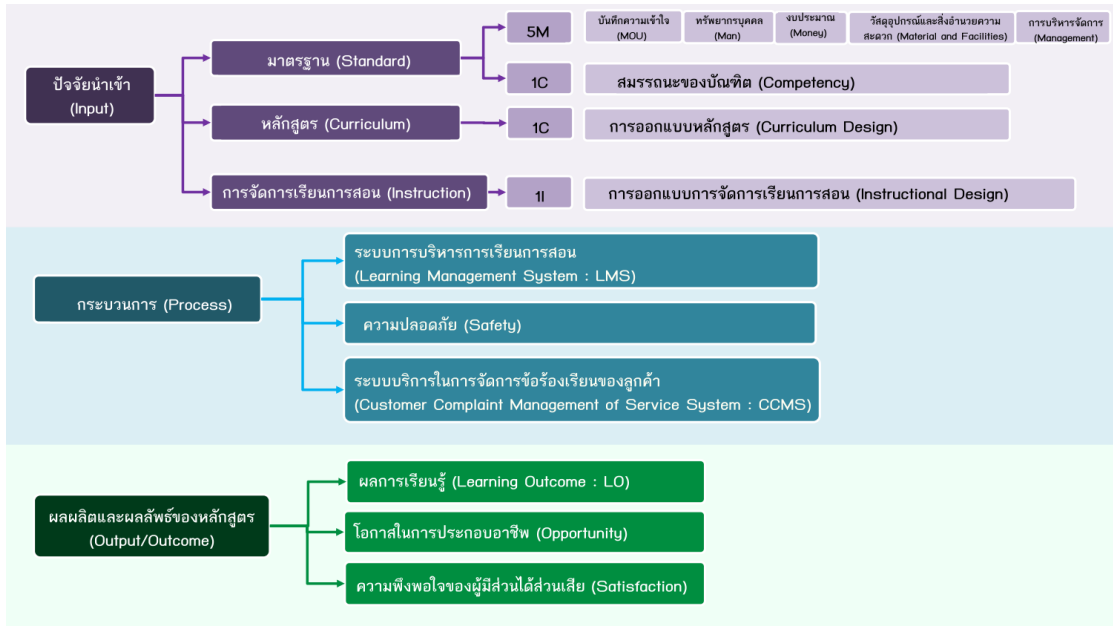 ปัจจัยนำเข้า
(Input)
มาตรฐาน (Standard)
5M
บันทึกความเข้าใจ
(MOU)
ทรัพยากรบุคคล
(Man)
งบประมาณ
(Money)
วัสดุอุปกรณ์และสิ่งอำนวยความ
สะดวก (Material and Facilities)
การบริหารจัดการ
(Management)
1C
สมรรถนะของบัณฑิต (Competency)
หลักสูตร (Curriculum)
1C
การออกแบบหลักสูตร (Curriculum Design)
การจัดการเรียนการสอน (Instruction)
1I
การออกแบบการจัดการเรียนการสอน (Instructional Design)
กระบวนการ (Process)
ระบบการบริหารการเรียนการสอน
(Learning Management System : LMS)
ความปลอดภัย (Safety)
ระบบบริการในการจัดการข้อร้องเรียนของลูกค้า
(Customer Complaint Management of Service System : CCMS)
ผลผลิตและผลลัพธ์ของหลักสูตร
(Output/Outcome)
ผลการเรียนรู้ (Learning Outcome : LO)
โอกาสในการประกอบอาชีพ (Opportunity)
ความพึงพอใจของผู้มีส่วนได้ส่วนเสีย (Satisfaction)